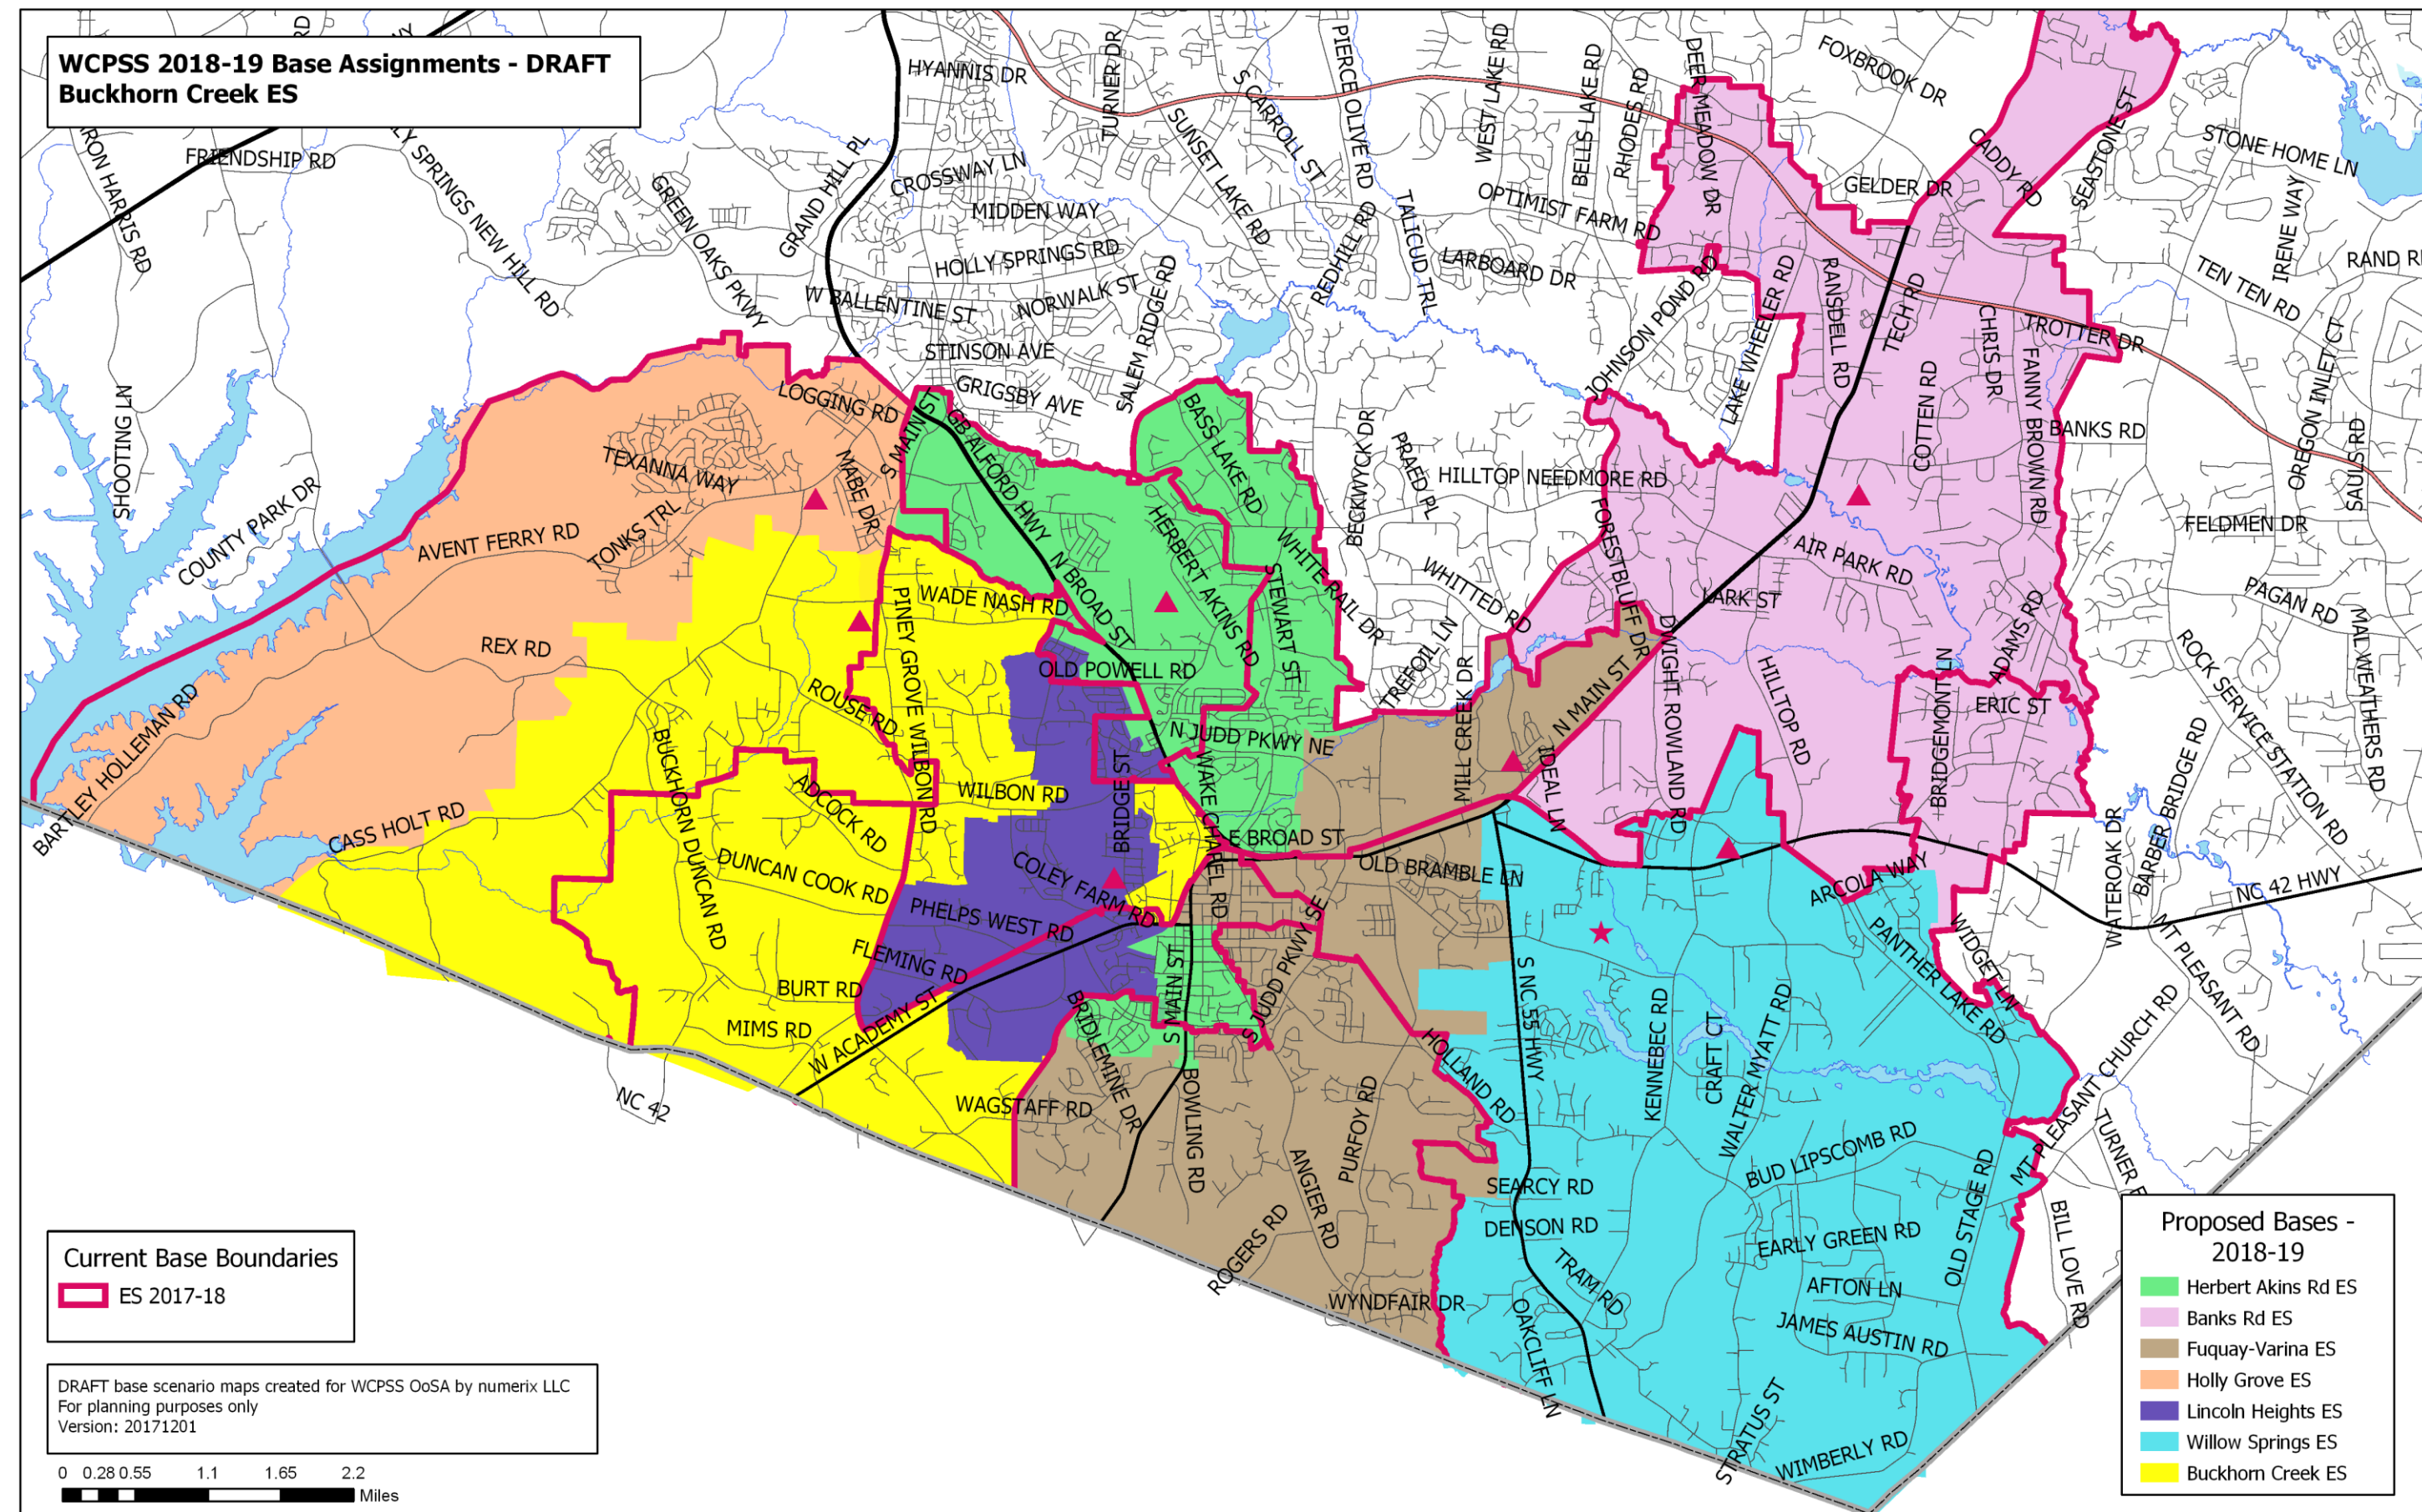 WCPSS 2018-19 Base Assignments - DRAFT
Buckhorn Creek ES
HYANNIS DR
TURNER DR
S CARROLL ST
PIERCE OLIVE RD
WEST LAKE RD
BELLS LAKE RD
RHODES RD
DEER MEADOW DR
FOXBROOK DR
CADDY RD
SEASTONE ST
STONE HOME LN
FRIENDSHIP RD
GREEN OAKS PKWY
GRAND HILL PL
CROSSWAY LN
SUNSET LAKE RD
MIDDEN WAY
HOLLY SPRINGS RD
REDHILL RD
TALICUD TRL
OPTIMIST FARM RD
GELDER DR
IRENE WAY
W BALLENTINE ST
NORWALK ST
SALEM RIDGE RD
LARBOARD DR
JOHNSON POND RD
LAKE WHEELER RD
RANSDELL RD
TECH RD
TEN TEN RD
STINSON AVE
GRIGSBY AVE
CHRIS DR
TROTTER DR
FANNY BROWN RD
OREGON INLET CT
SHOOTING LN
LOGGING RD
S MAIN ST
GB ALFORD HWY
BASS LAKE RD
BECKWYCK DR
PRAED PL
COTTEN RD
BANKS RD
SAULS RD
TEXANNA WAY
MABE DR
HILLTOP NEEDMORE RD
COUNTY PARK DR
AVENT FERRY RD
TONKS TRL
HERBERT AKINS RD
WHITE RAIL DR
FORESTBLUFF DR
AIR PARK RD
FELDMEN DR
WADE NASH RD
N BROAD ST
STEWART ST
WHITTED RD
LARK ST
ADAMS RD
PAGAN RD
MAL WEATHERS RD
REX RD
PINEY GROVE WILBON RD
OLD POWELL RD
TREFOIL LN
DWIGHT ROWLAND RD
HILLTOP RD
BRIDGEMONT LN
ERIC ST
ROCK SERVICE STATION RD
BARTLEY HOLLEMAN RD
ROUSE RD
N JUDD PKWY NE
MILL CREEK DR
N MAIN ST
BUCKHORN DUNCAN RD
ADCOCK RD
WILBON RD
BRIDGE ST
WAKE CHAPEL RD
IDEAL LN
CASS HOLT RD
E BROAD ST
BARBER BRIDGE RD
WATEROAK DR
DUNCAN COOK RD
COLEY FARM RD
OLD BRAMBLE LN
ARCOLA WAY
NC 42 HWY
PHELPS WEST RD
PANTHER LAKE RD
WIDGET LN
MT PLEASANT RD
FLEMING RD
BURT RD
S MAIN ST
S JUDD PKWY SE
S NC 55 HWY
MIMS RD
W ACADEMY ST
BRIDLEMINE DR
HOLLAND RD
KENNEBEC RD
CRAFT CT
WALTER MYATT RD
MT PLEASANT CHURCH RD
NC 42
WAGSTAFF RD
BOWLING RD
PURFOY RD
BUD LIPSCOMB RD
ANGIER RD
SEARCY RD
DENSON RD
EARLY GREEN RD
OLD STAGE RD
BILL LOVE RD
ROGERS RD
TRAM RD
AFTON LN
WYNDFAIR DR
OAKCLIFF LN
JAMES AUSTIN RD
STRATUS ST
WIMBERLY RD
Current Base Boundaries
ES 2017-18
DRAFT base scenario maps created for WCPSS OoSA by numerix LLC
For planning purposes only
Version: 20171201
0 0.28 0.55 1.1 1.65 2.2
Miles
Proposed Bases -
2018-19
Herbert Akins Rd ES
Banks Rd ES
Fuquay-Varina ES
Holly Grove ES
Lincoln Heights ES
Willow Springs ES
Buckhorn Creek ES